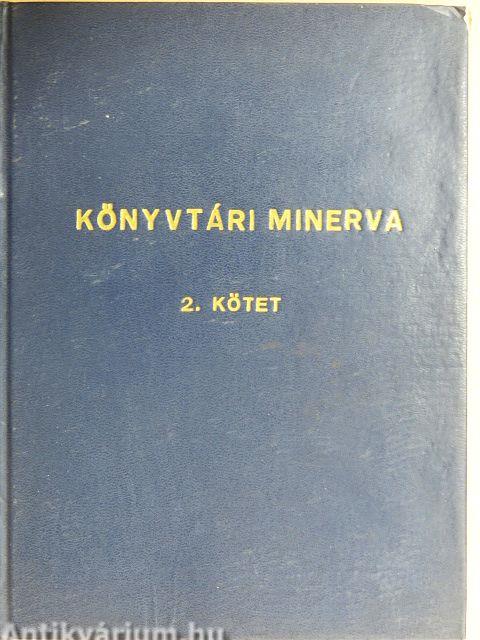 KÖNYVTÁRI MINERVA
2. KÖTET
Antikvárium.hu